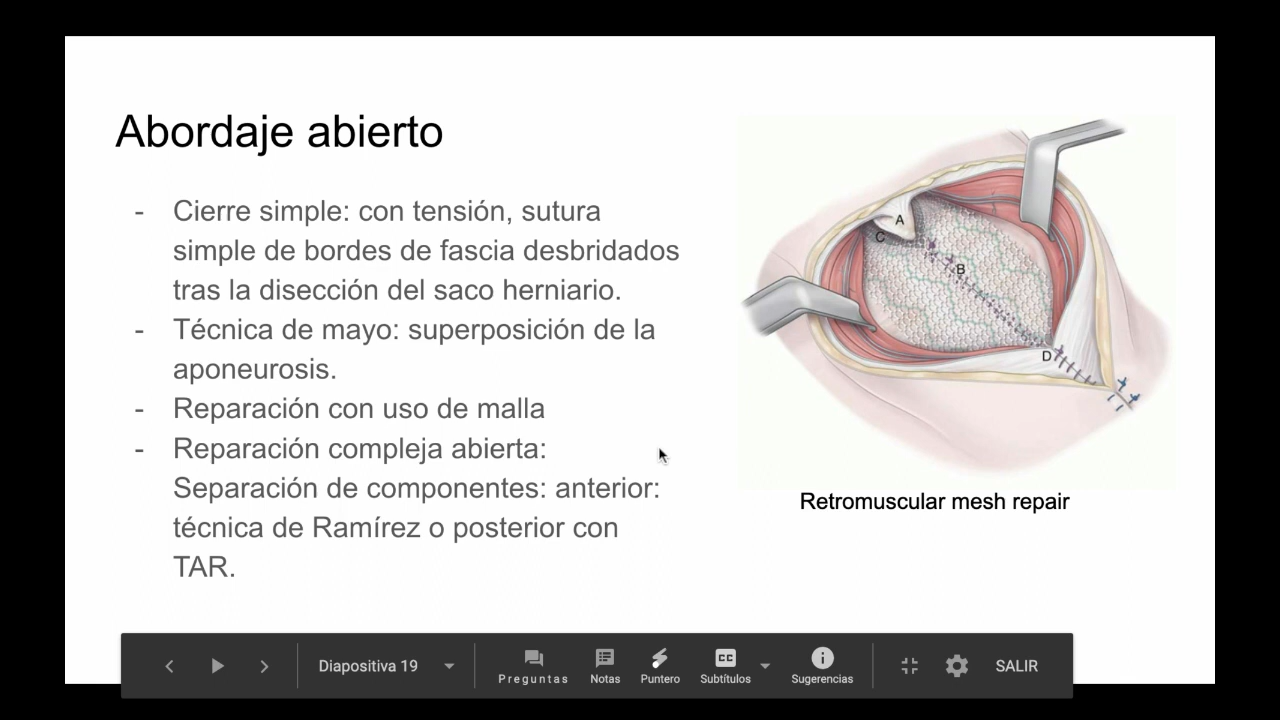 Abordaje abierto
- Cierre simple: con tensión, sutura
simple de bordes de fascia desbridados
tras la disección del saco herniario.
- Técnica de mayo: superposición de la
aponeurosis.
- Reparación con uso de malla
- Reparación compleja abierta:
Separación de componentes: anterior:
técnica de Ramírez o posterior con
TAR.
A
C
B
D
Retromuscular mesh repair
Diapositiva 19
Preguntas
Notas
Puntero
CC
Subtítulos
Sugerencias
SALIR